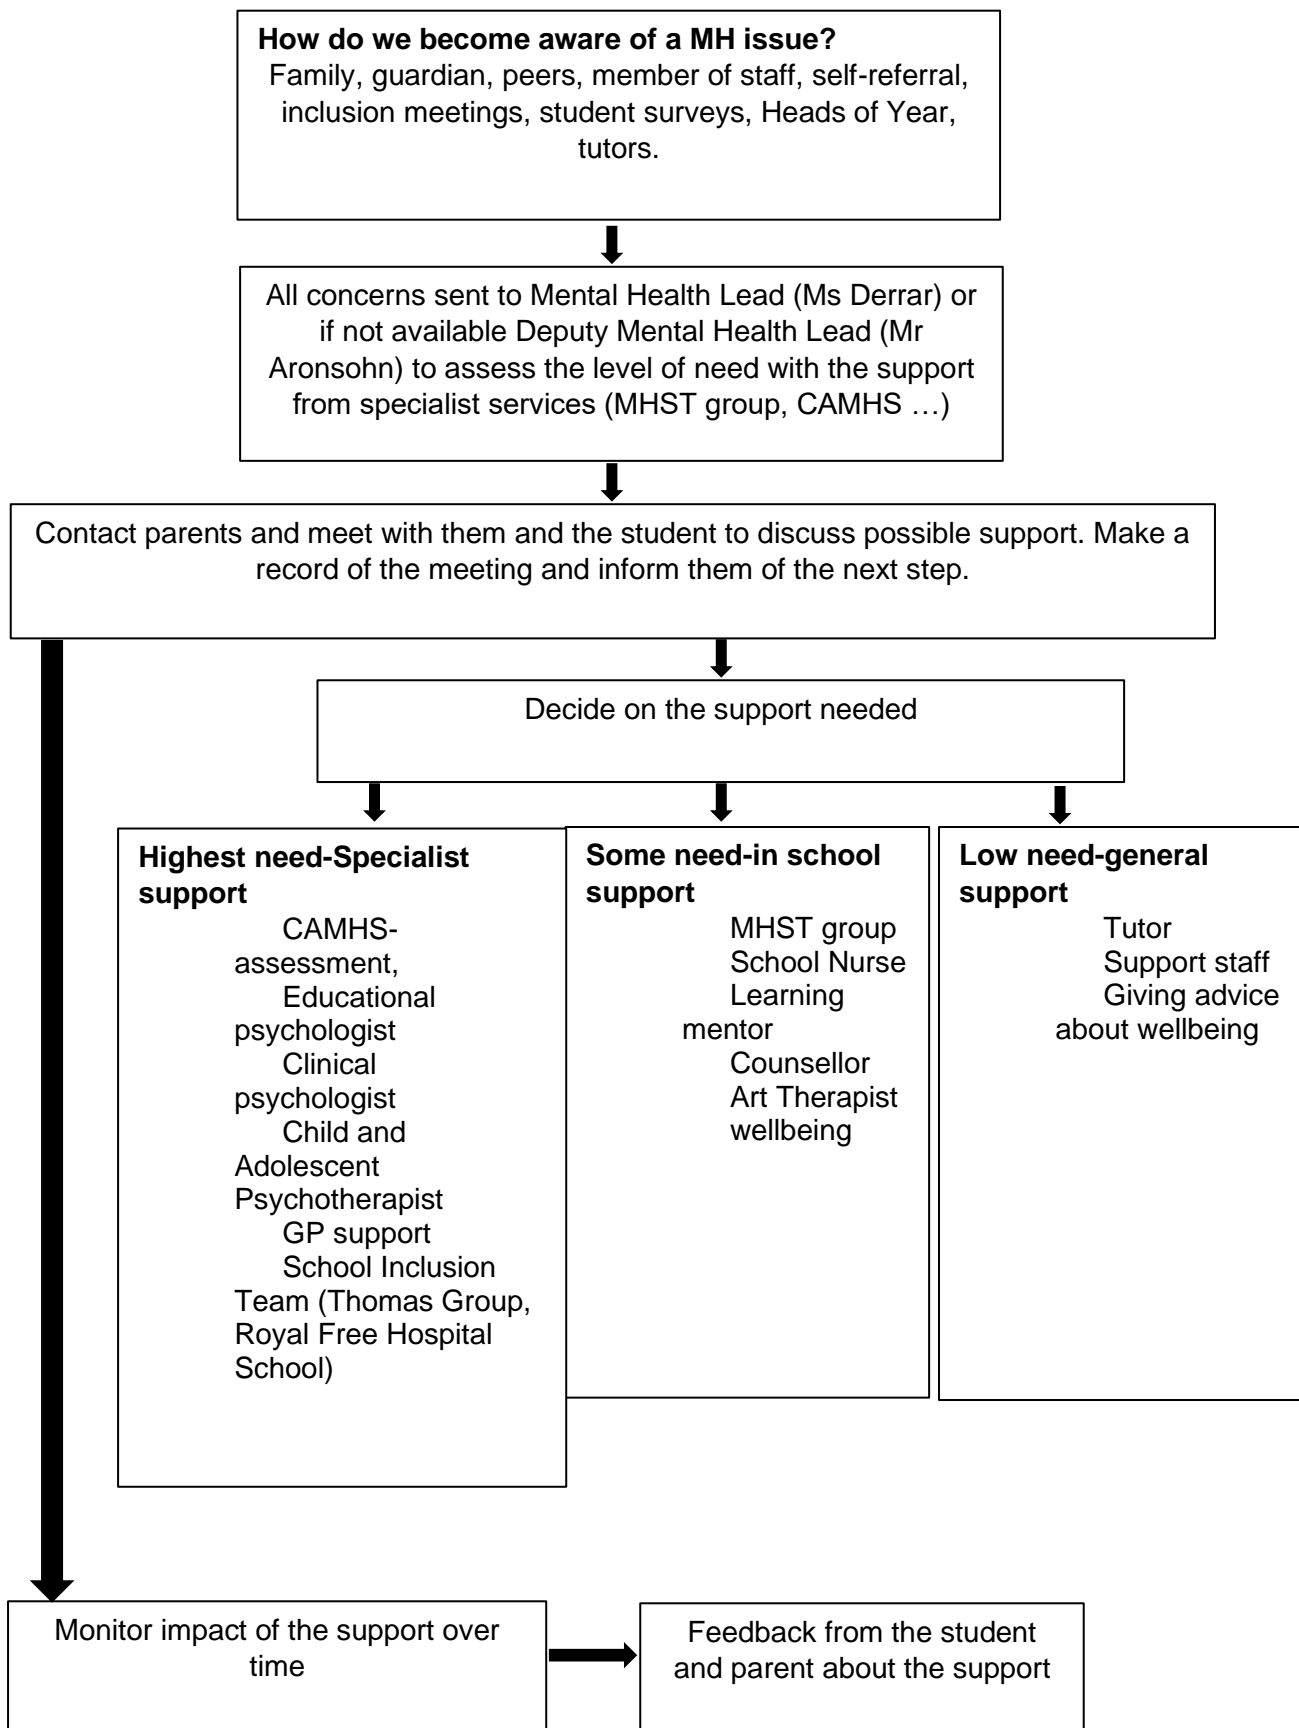 How do we become aware of a MH issue?
Family, guardian, peers, member of staff, self-referral,
inclusion meetings, student surveys, Heads of Year,
tutors.
All concerns sent to Mental Health Lead (Ms Derrar) or
if not available Deputy Mental Health Lead (Mr
Aronsohn) to assess the level of need with the support
from specialist services (MHST group, CAMHS …)
Contact parents and meet with them and the student to discuss possible support. Make a
record of the meeting and inform them of the next step.
Decide on the support needed
Highest need-Specialist
support
CAMHS-
assessment,
Educational
psychologist
Clinical
psychologist
Child and
Adolescent
Psychotherapist
GP support
School Inclusion
Team (Thomas Group,
Royal Free Hospital
School)
Some need-in school
support
MHST group
School Nurse
Learning
mentor
Counsellor
Art Therapist
wellbeing
Low need-general
support
Tutor
Support staff
Giving advice
about wellbeing
Monitor impact of the support over
time
Feedback from the student
and parent about the support